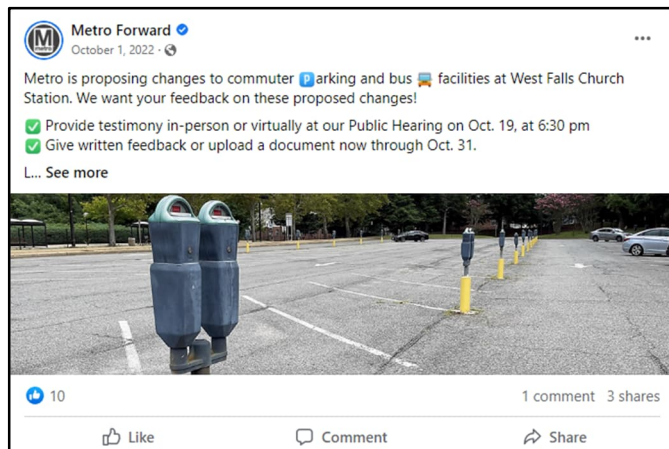 Metro Forward
October 1, 2022 ·
Metro is proposing changes to commuter 🅿️arking and bus 🚍 facilities at West Falls Church
Station. We want your feedback on these proposed changes!
✅ Provide testimony in-person or virtually at our Public Hearing on Oct. 19, at 6:30 pm
✅ Give written feedback or upload a document now through Oct. 31.
L... See more
10
1 comment 3 shares
Like Comment Share
M
metro